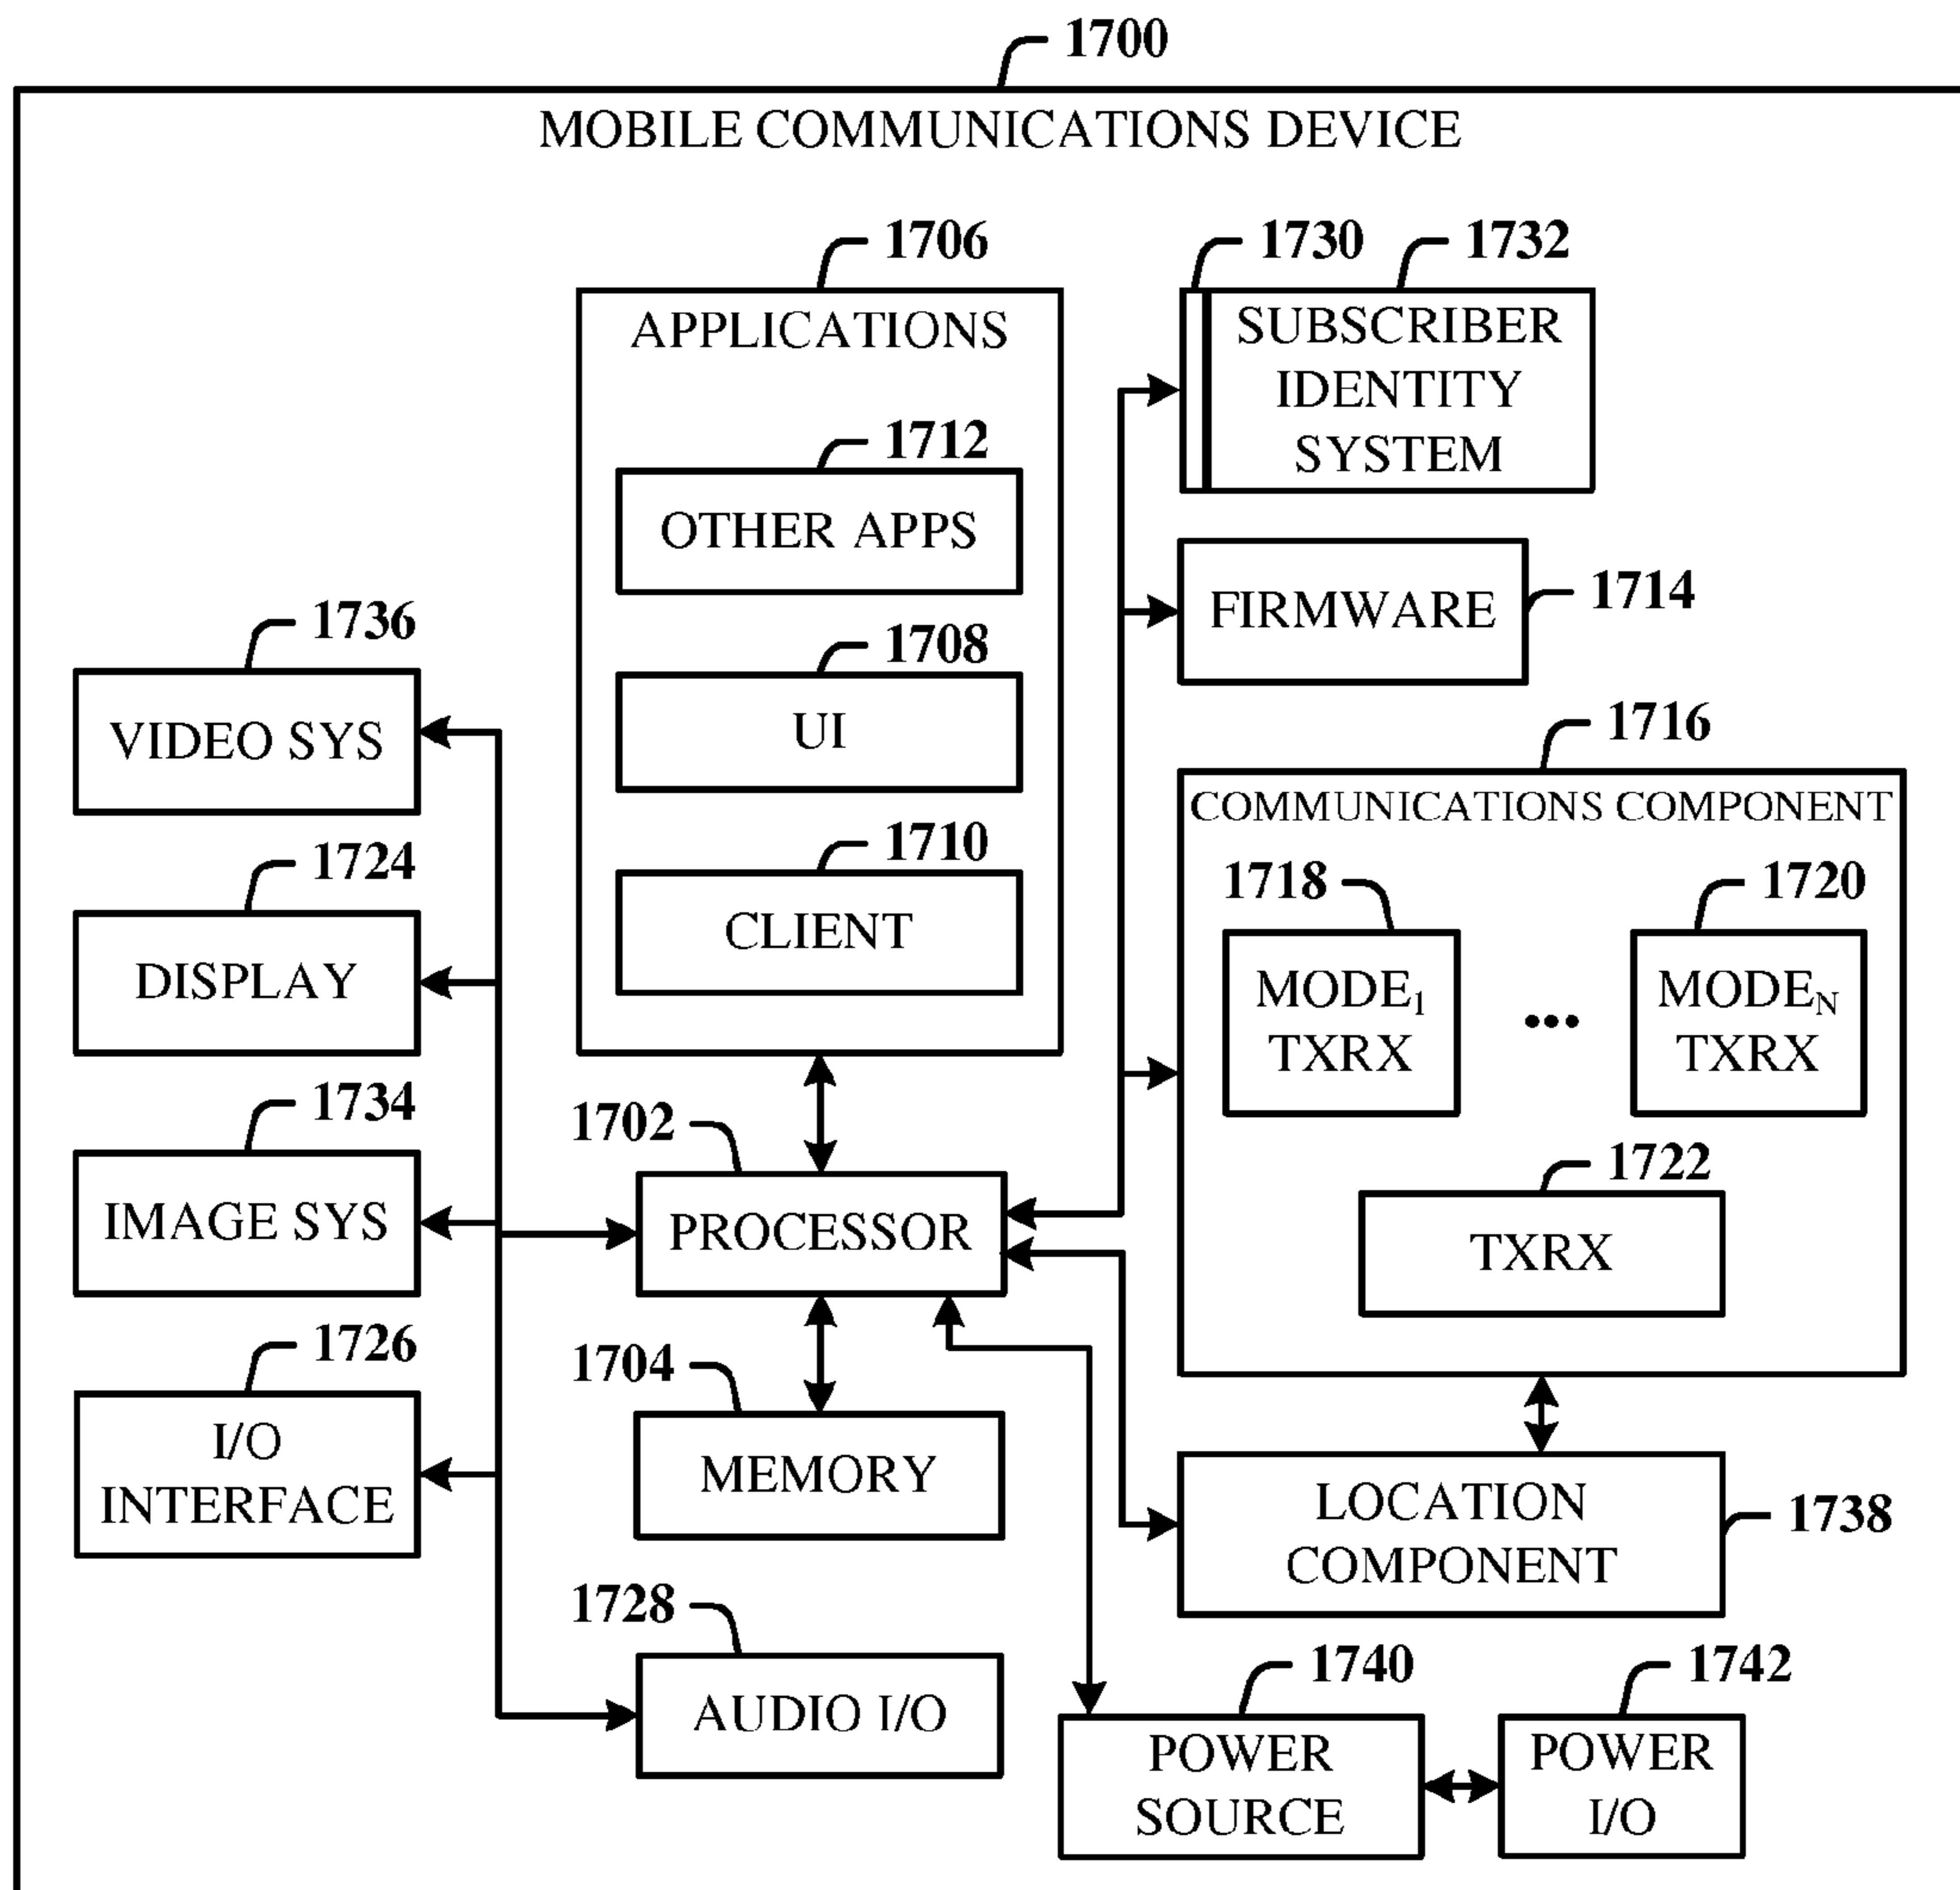 1700
MOBILE COMMUNICATIONS DEVICE
1706
APPLICATIONS
1712
OTHER APPS
1708
UI
1710
CLIENT
1730
1732
SUBSCRIBER
IDENTITY
SYSTEM
FIRMWARE
1714
1736
VIDEO SYS
1724
DISPLAY
1734
IMAGE SYS
1726
I/O
INTERFACE
1716
COMMUNICATIONS COMPONENT
1718
MODE₁
TXRX
...
1720
MODE_N
TXRX
1722
TXRX
1702
PROCESSOR
1704
MEMORY
1728
AUDIO I/O
LOCATION
COMPONENT
1738
1740
POWER
SOURCE
1742
POWER
I/O